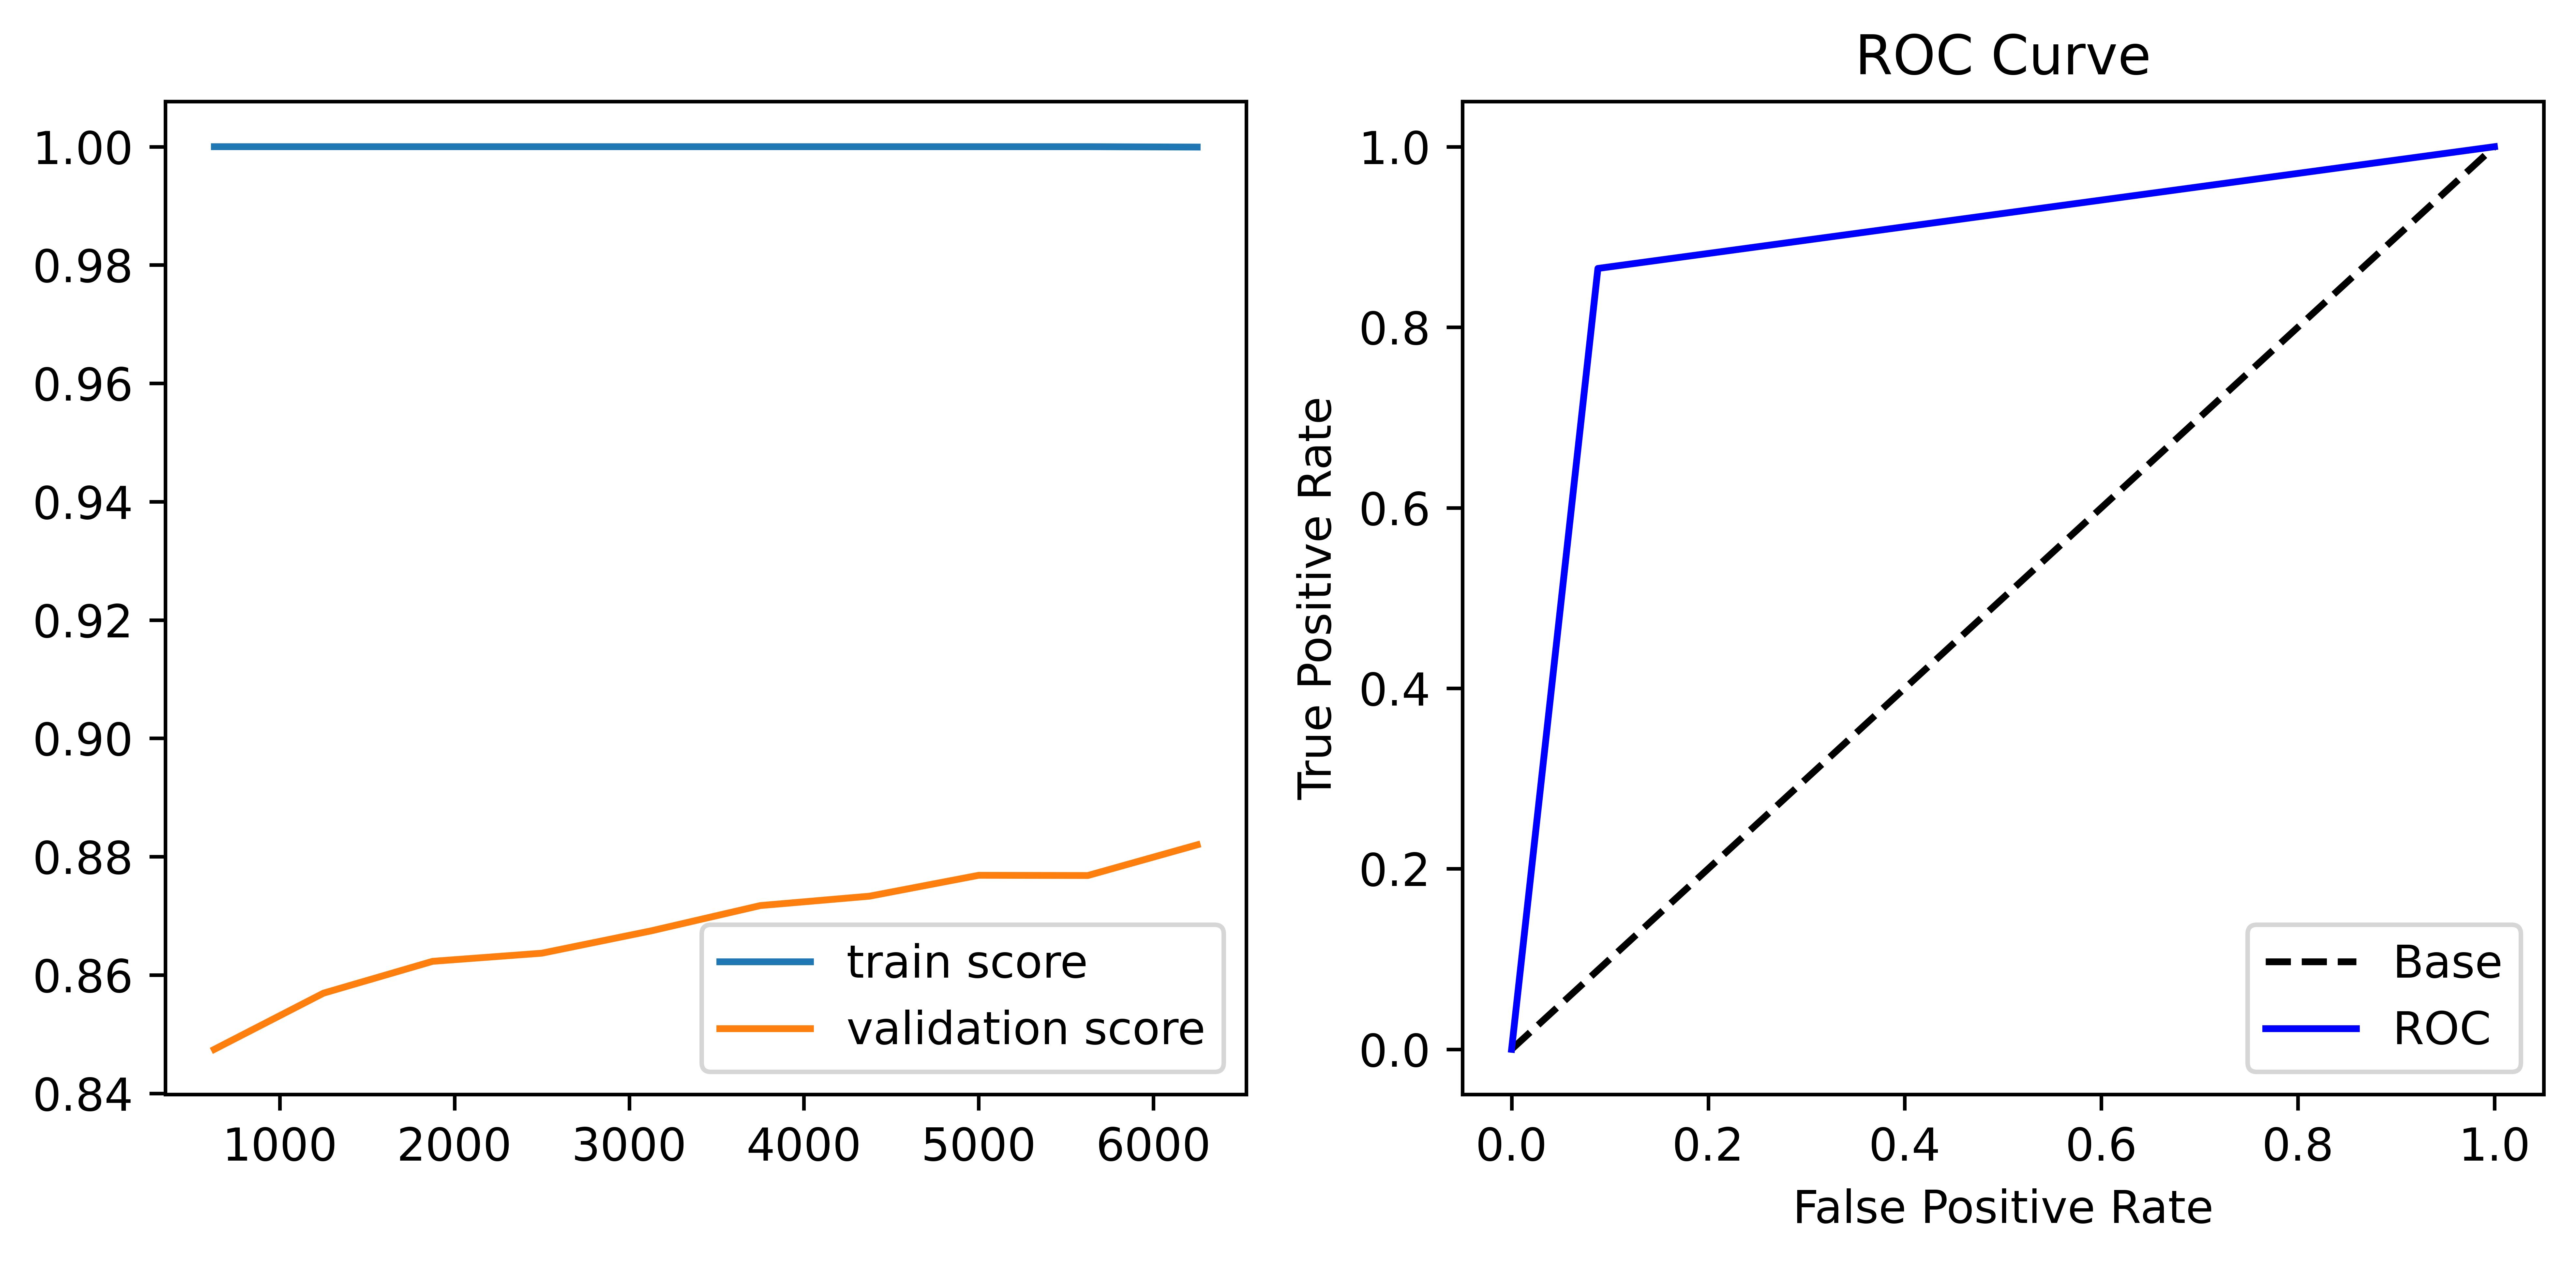 1.00
0.98
0.96
0.94
0.92
0.90
0.88
0.86
0.84
1000 2000 3000 4000 5000 6000
train score
validation score
ROC Curve
True Positive Rate
1.0
0.8
0.6
0.4
0.2
0.0
0.0 0.2 0.4 0.6 0.8 1.0
False Positive Rate
Base
ROC